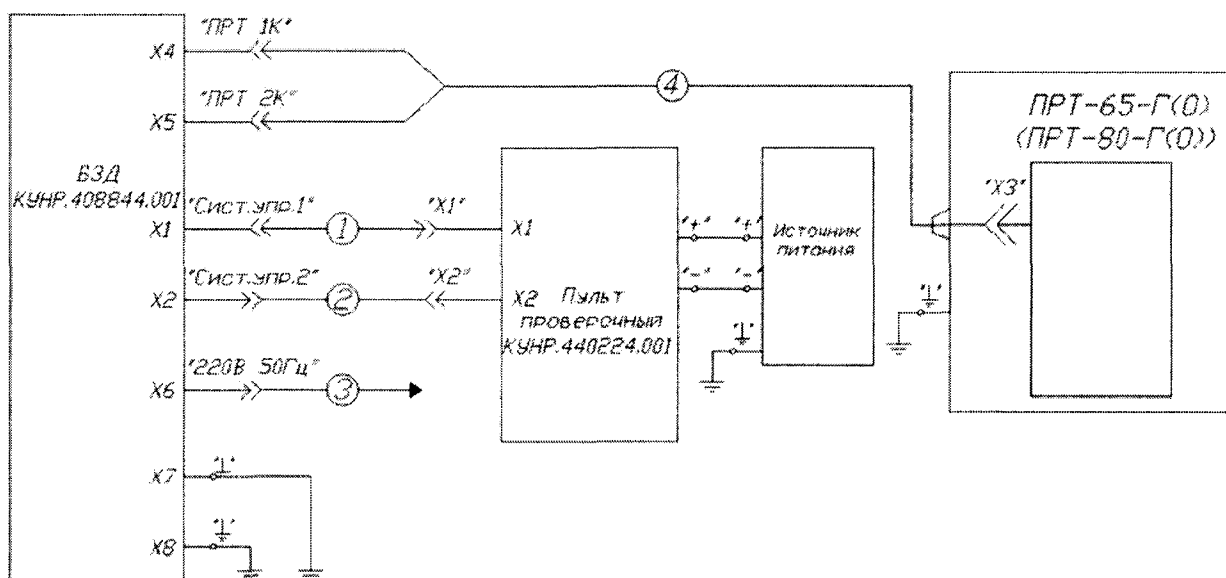 "ПРТ 1К"
X4
"ПРТ 2К"
X5
БЗД
КУНР.408844.001
"Сист.упр.1"
X1
1
"X1"
X1
"Сист.упр.2"
X2
2
"X2"
X2
"220В 50Гц"
X6
3
X7
X8
4
Пульт
проверочный
КУНР.440224.001
"+"
"+"
"-"
"-"
Источник
питания
ПРТ-65-Г(О)
(ПРТ-80-Г(О))
"X3"